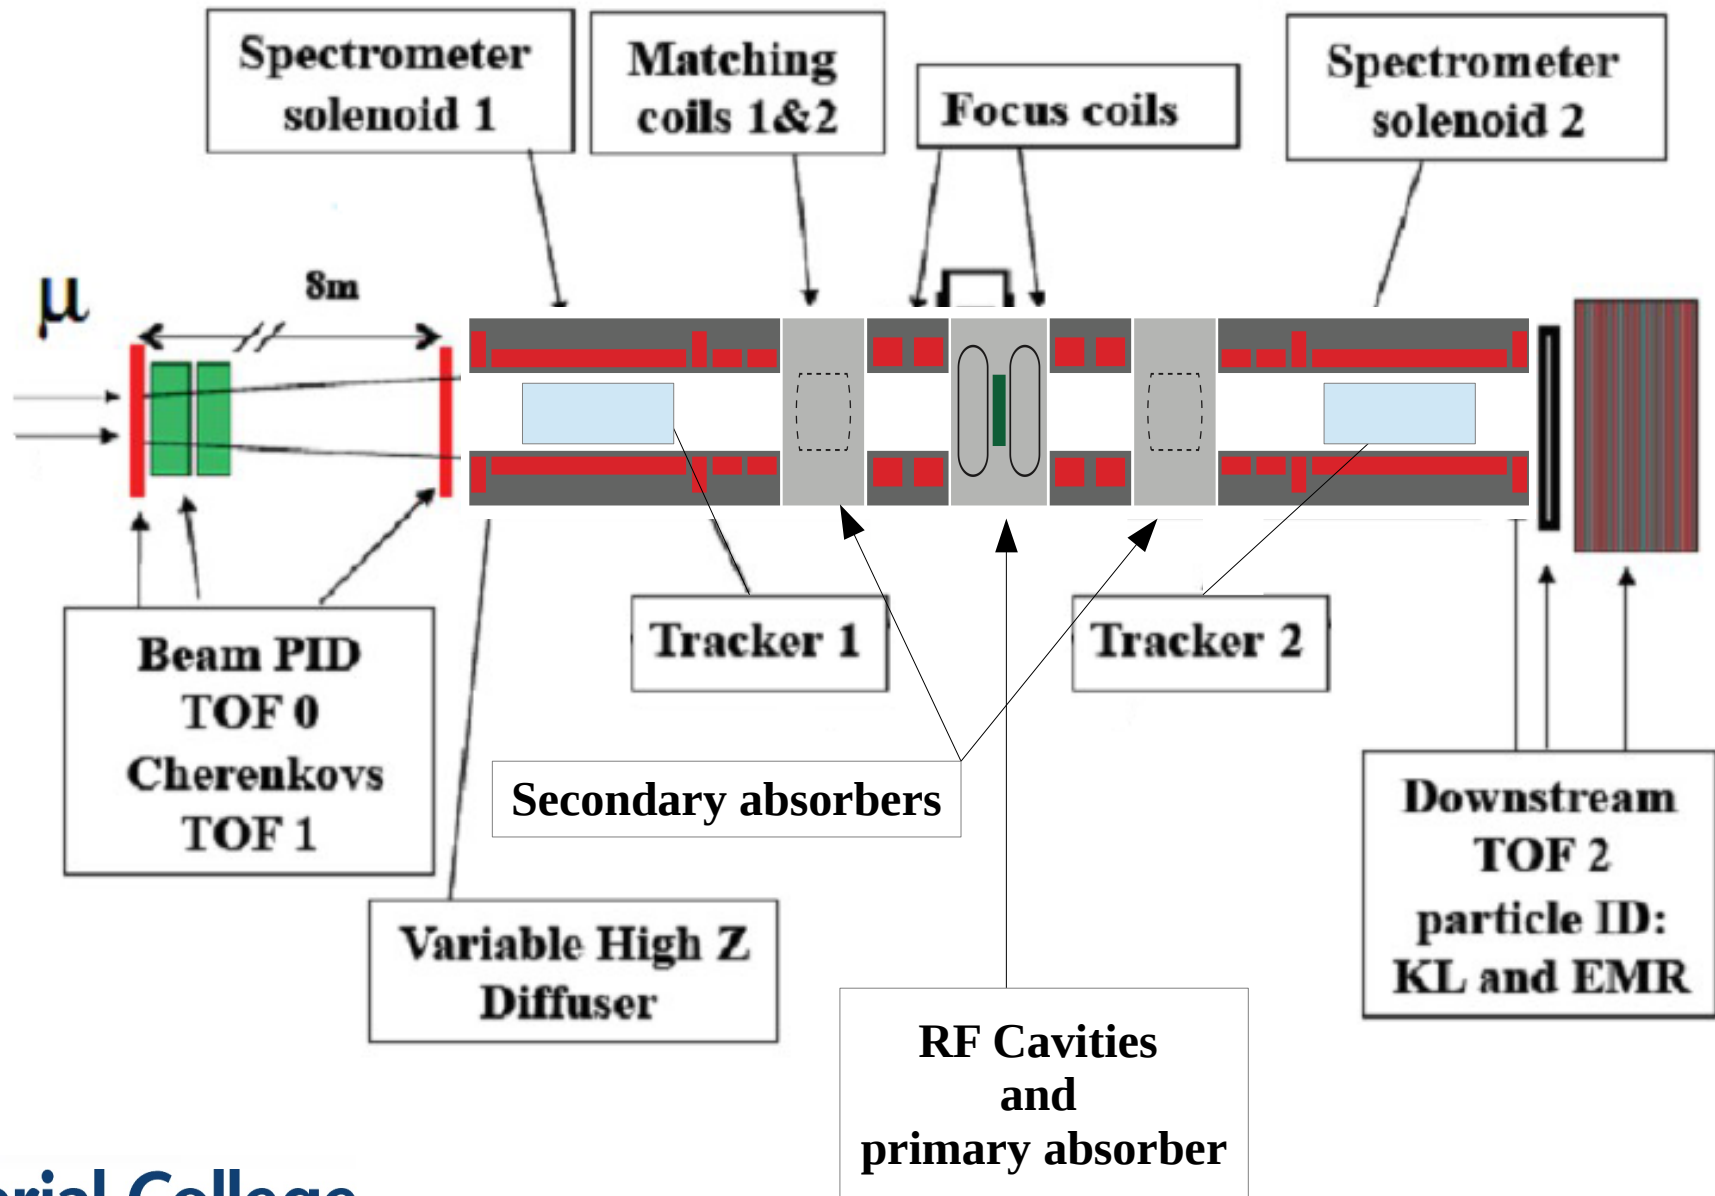 Spectrometer
solenoid 1
Matching
coils 1&2
Focus coils
Spectrometer
solenoid 2
μ
8m
Tracker 1
Tracker 2
Beam PID
TOF 0
Cherenkovs
TOF 1
Secondary absorbers
Downstream
TOF 2
particle ID:
KL and EMR
Variable High Z
Diffuser
RF Cavities
and
primary absorber
College